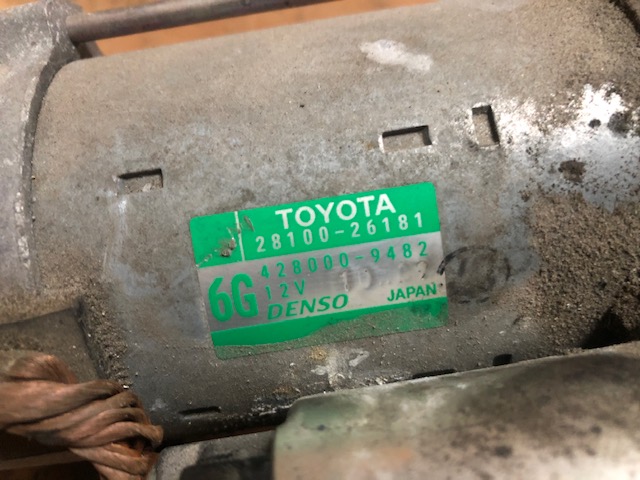 TOYOTA
28100-26181
428000-9482
6G
12V
DENSO
JAPAN